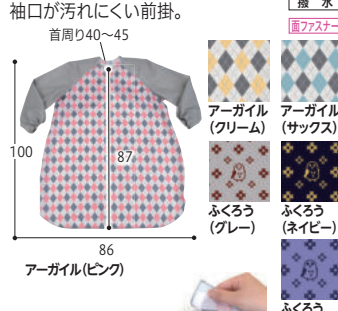 袖口が汚れにくい前掛。
撥 水
面ファスナー
首周り40〜45
100
87
86
アーガイル(ピンク)
アーガイル
(クリーム)
アーガイル
(サックス)
ふくろう
(グレー)
ふくろう
(ネイビー)
ふくろう